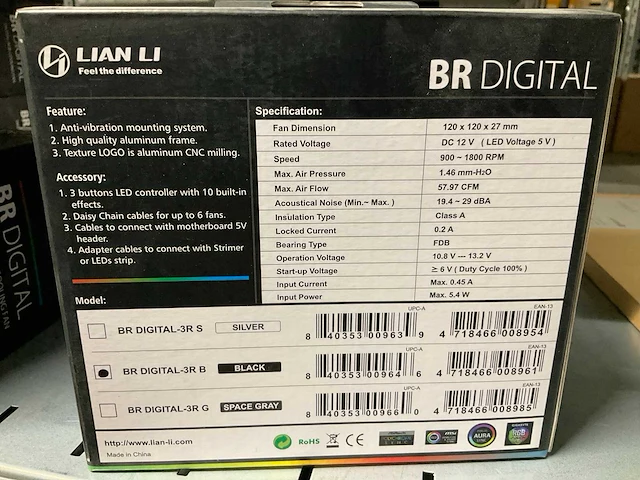 LIAN LI
Feel the difference
BR DIGITAL
Feature:
1. Anti-vibration mounting system.
2. High quality aluminum frame.
3. Texture LOGO is aluminum CNC milling.
Accessory:
1. 3 buttons LED controller with 10 built-in
effects.
2. Daisy Chain cables for up to 6 fans.
3. Cables to connect with motherboard 5V
header.
4. Adapter cables to connect with Strimer
or LEDs strip.
Specification:
Fan Dimension 120 x 120 x 27 mm
Rated Voltage DC 12 V ( LED Voltage 5 V )
Speed 900 ~ 1800 RPM
Max. Air Pressure 1.46 mm-H2O
Max. Air Flow 57.97 CFM
Acoustical Noise (Min.~ Max. ) 19.4 ~ 29 dBA
Insulation Type Class A
Locked Current 0.2 A
Bearing Type FDB
Operation Voltage 10.8 V --- 13.2 V
Start-up Voltage ≥ 6 V ( Duty Cycle 100% )
Input Current Max. 0.45 A
Input Power Max. 5.4 W
Model:
BR DIGITAL-3R S SILVER
UPC-A
8 40353 00963 9
EAN-13
4 718466 008954
BR DIGITAL-3R B BLACK
UPC-A
8 40353 00964 6
EAN-13
4 718466 008961
BR DIGITAL-3R G SPACE GRAY
UPC-A
8 40353 00966 0
EAN-13
4 718466 008985
http://www.lian-li.com
Made in China
RoHS
CE
AURA
RGB
BR DIGITAL